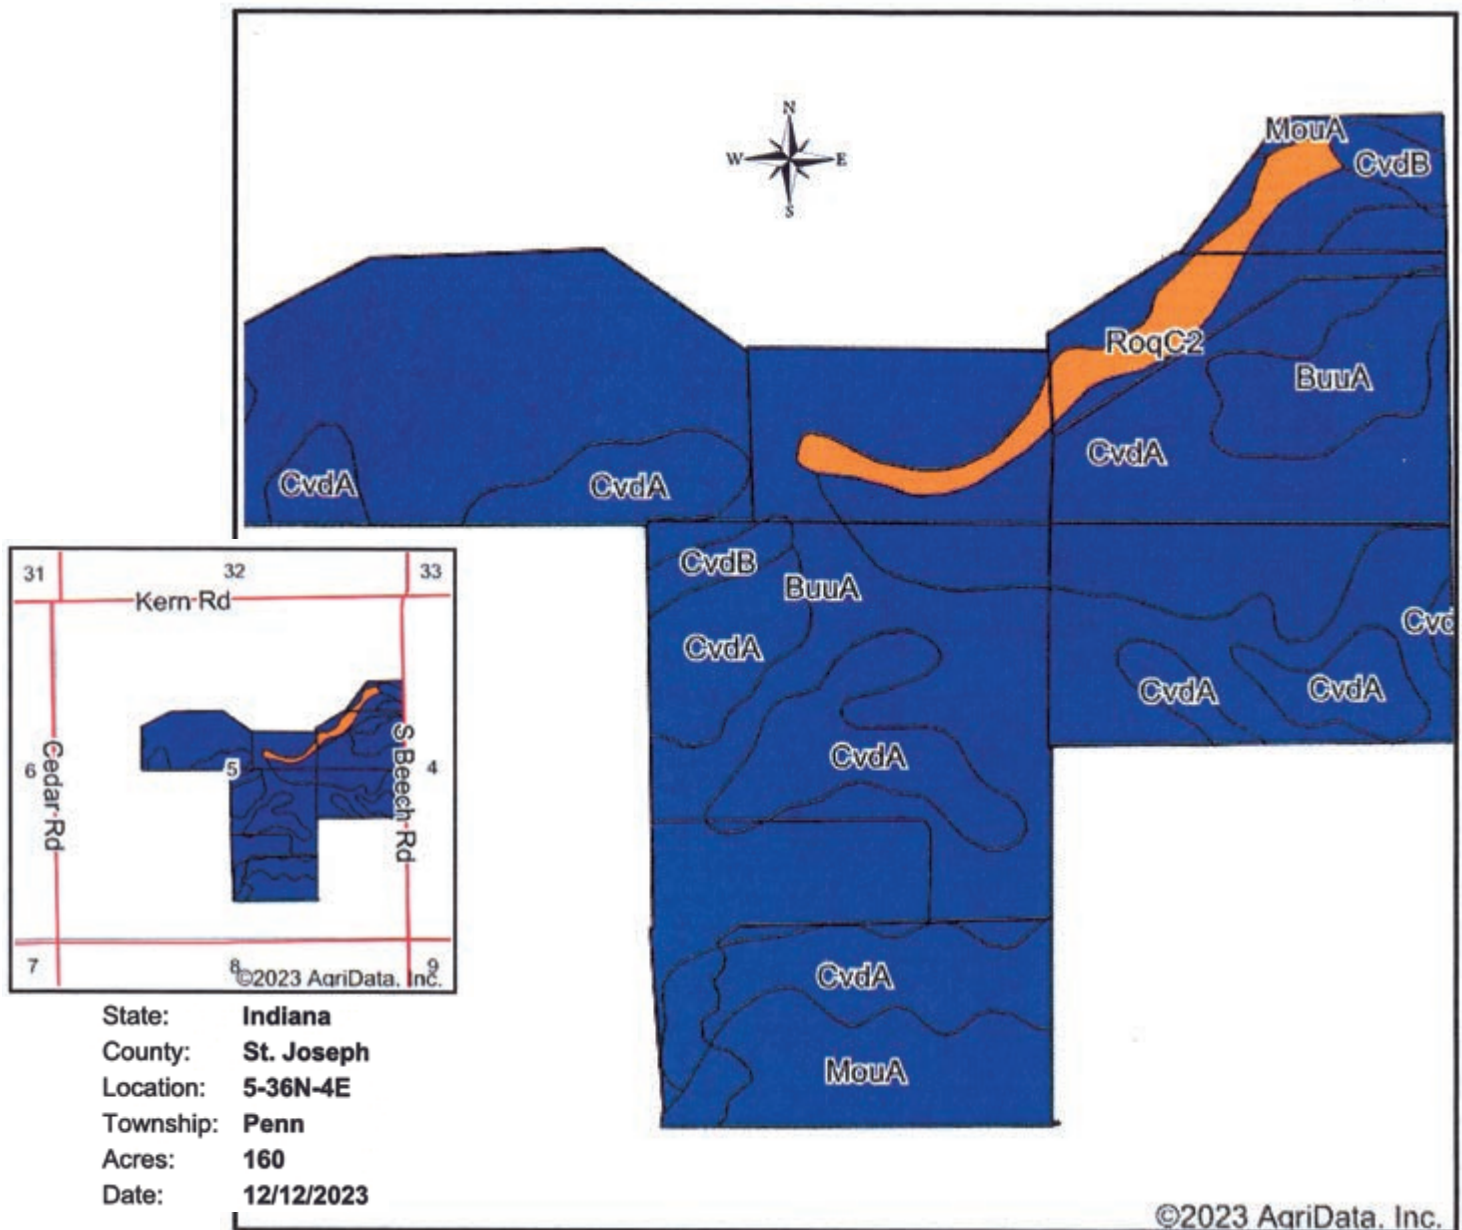 N
W E
S
MouA
CvdB
RoqC2
BuuA
CvdA
CvdA
CvdA
CvdB
BuuA
CvdA
Cvd
CvdA
CvdA
CvdA
CvdA
MouA
31 32 33
Kern Rd
Cedar Rd
S Beech Rd
6 5 4
7 8 9
©2023 AgriData, Inc.
State: Indiana
County: St. Joseph
Location: 5-36N-4E
Township: Penn
Acres: 160
Date: 12/12/2023
©2023 AgriData, Inc.